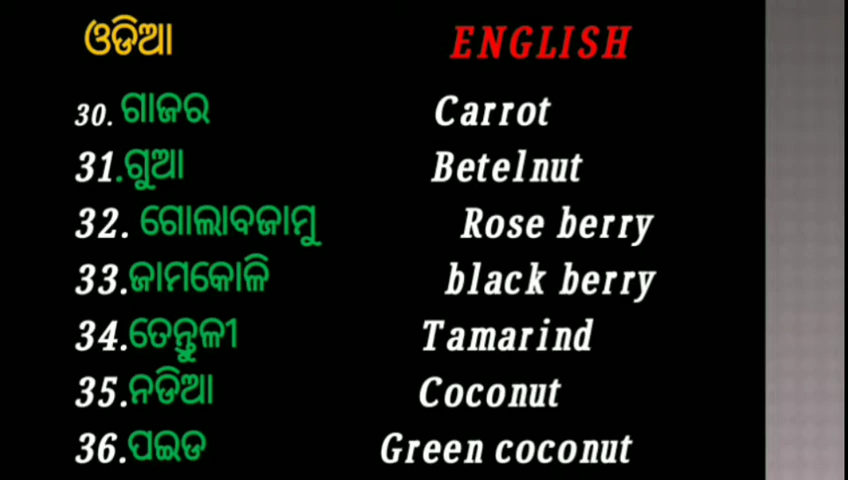 ଓଡିଆ ENGLISH
30. ଗାଜର Carrot
31.ଗୁଆ Betelnut
32. ଗୋଲାବଜାମୁ Rose berry
33.ଜାମକୋଳି black berry
34.ତେନ୍ତୁଳୀ Tamarind
35.ନଡିଆ Coconut
36.ପଇଡ Green coconut